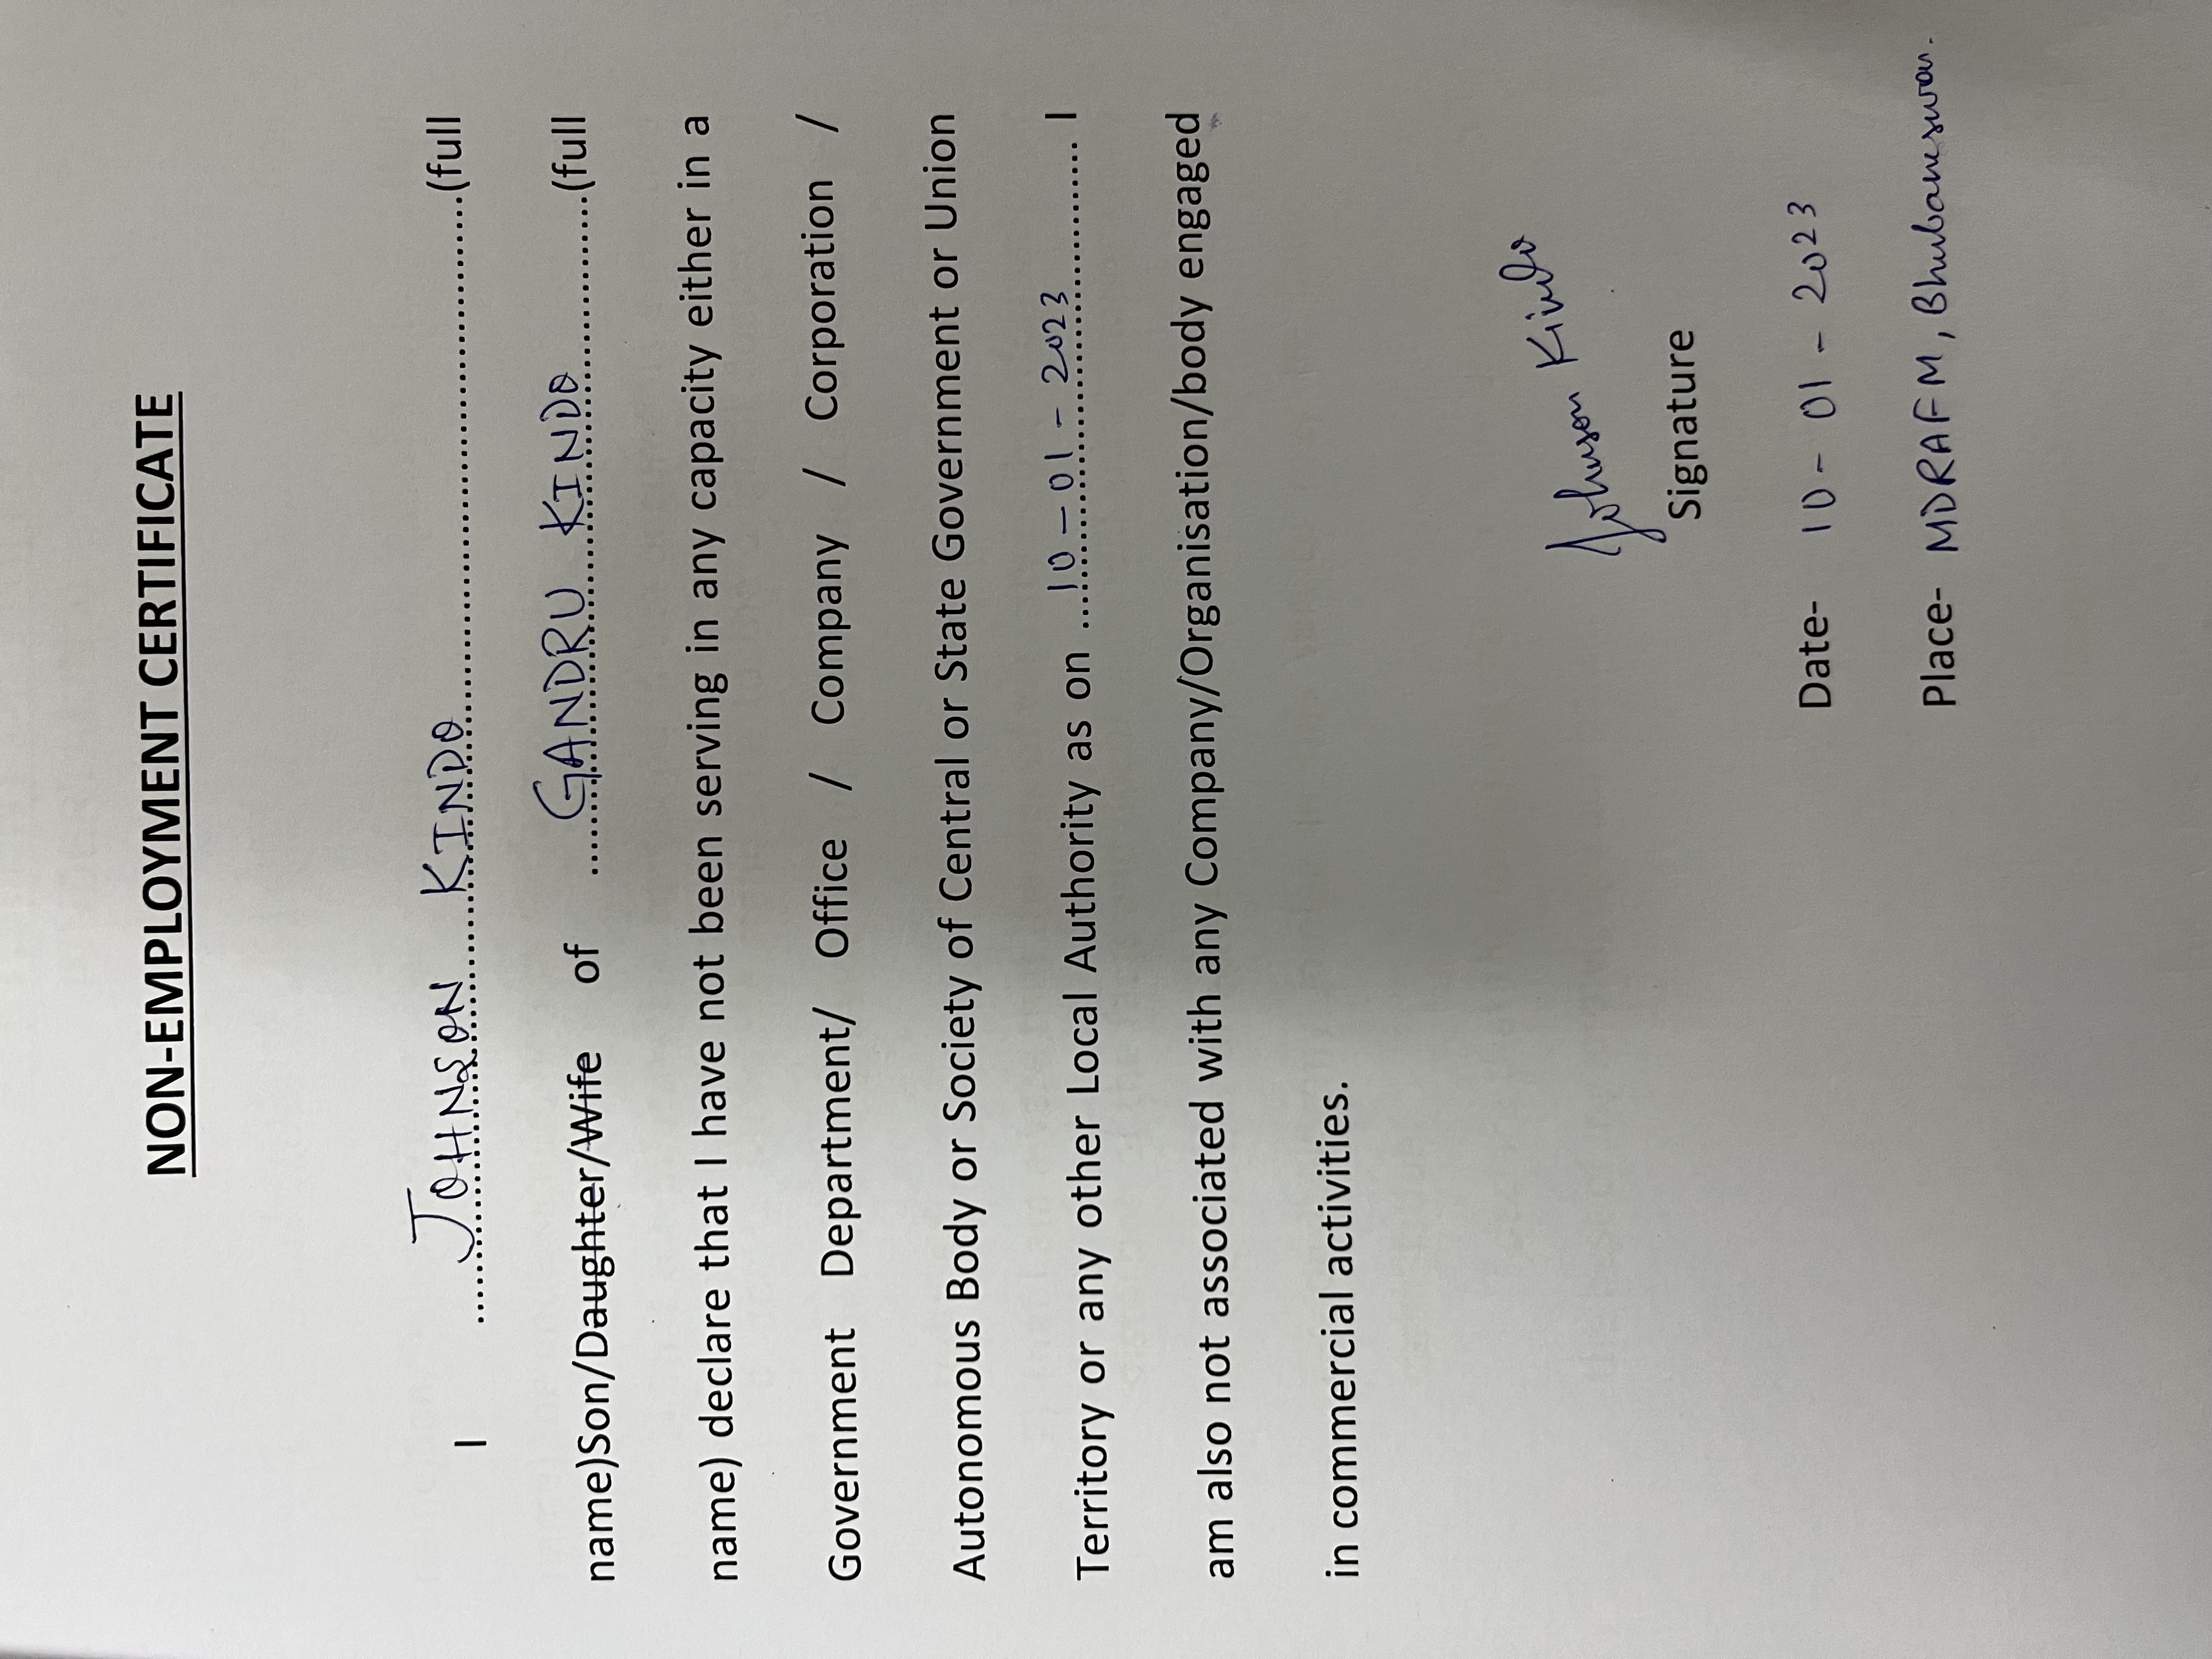 NON-EMPLOYMENT CERTIFICATE
I JOHNSON KINDO (full
name)Son/Daughter/Wife of GANDRU KINDO (full
name) declare that I have not been serving in any capacity either in a
Government Department/ Office / Company / Corporation /
Autonomous Body or Society of Central or State Government or Union
Territory or any other Local Authority as on 10-01-2023 I
am also not associated with any Company/Organisation/body engaged
in commercial activities.
Johnson Kindo
Signature
Date- 10-01-2023
Place- MDRAFM, Bhubaneswar.